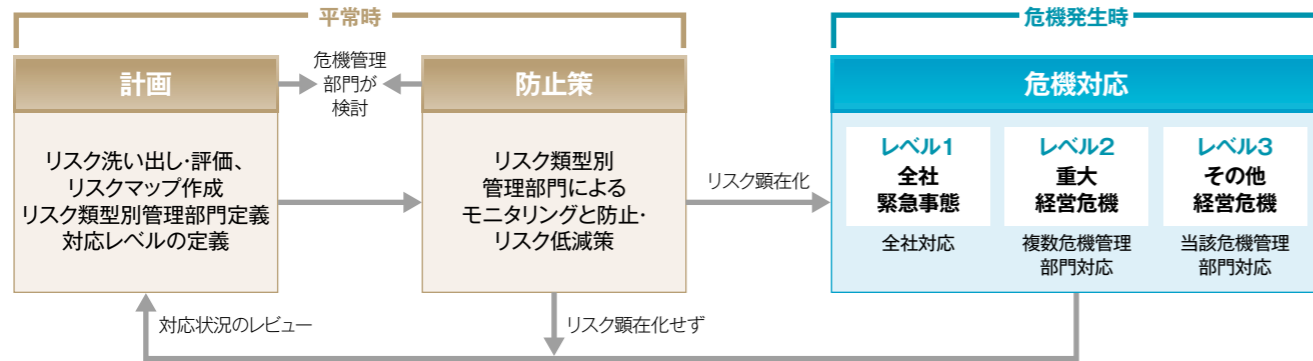 平常時
危機発生時
計画
危機管理
部門が
検討
防止策
危機対応
リスク洗い出し・評価、
リスクマップ作成
リスク類型別管理部門定義
対応レベルの定義
リスク類型別
管理部門による
モニタリングと防止・
リスク低減策
リスク顕在化
レベル1
全社
緊急事態
全社対応
レベル2
重大
経営危機
複数危機管理
部門対応
レベル3
その他
経営危機
当該危機管理
部門対応
対応状況のレビュー
リスク顕在化せず